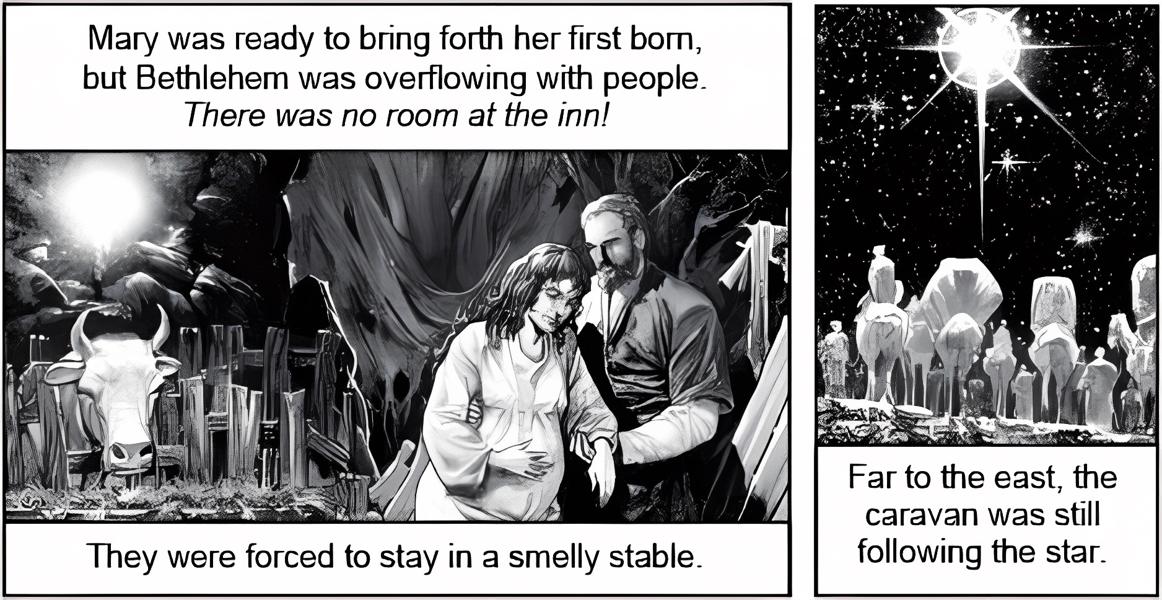 Mary was ready to bring forth her first born,
but Bethlehem was overflowing with people.
There was no room at the inn!
They were forced to stay in a smelly stable.
Far to the east, the
caravan was still
following the star.